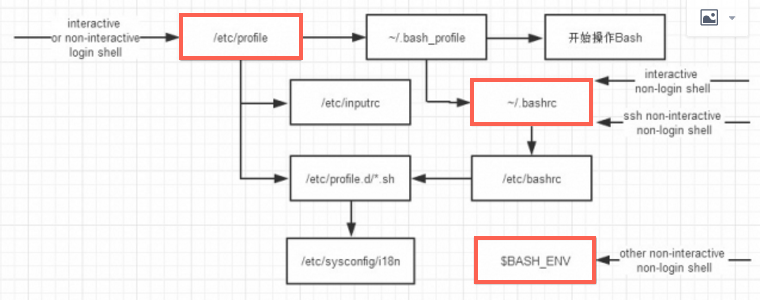 interactive
or non-interactive
login shell
/etc/profile
~/.bash_profile
开始操作Bash
/etc/inputrc
~/.bashrc
interactive
non-login shell
ssh non-interactive
non-login shell
/etc/profile.d/*.sh
/etc/bashrc
/etc/sysconfig/i18n
$BASH_ENV
other non-interactive
non-login shell